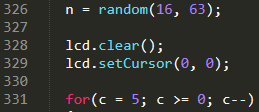 326 n = random(16, 63);
327
328 lcd.clear();
329 lcd.setCursor(0, 0);
330
331 for(c = 5; c >= 0; c--)